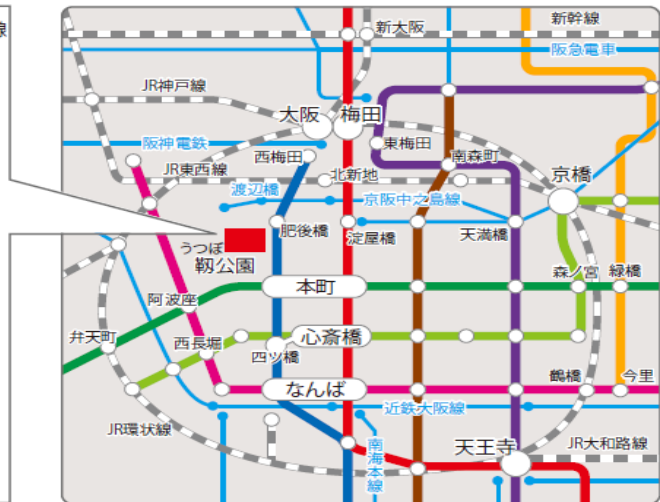 線
新幹線
新大阪
阪急電車
JR神戸線
大阪
梅田
阪神電鉄
東梅田
西梅田
南森町
JR東西線
北新地
京橋
渡辺橋
京阪中之島線
肥後橋
淀屋橋
天満橋
うつぼ
靱公園
森ノ宮
緑橋
本町
阿波座
弁天町
心斎橋
西長堀
四ツ橋
なんば
鶴橋
今里
近鉄大阪線
JR環状線
南海本線
天王寺
JR大和路線